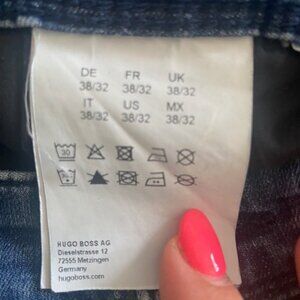 DE FR UK
38/32 38/32 38/32
IT US MX
38/32 38/32 38/32
30
HUGO BOSS AG
Dieselstrasse 12
72555 Metzingen
Germany
hugoboss.com